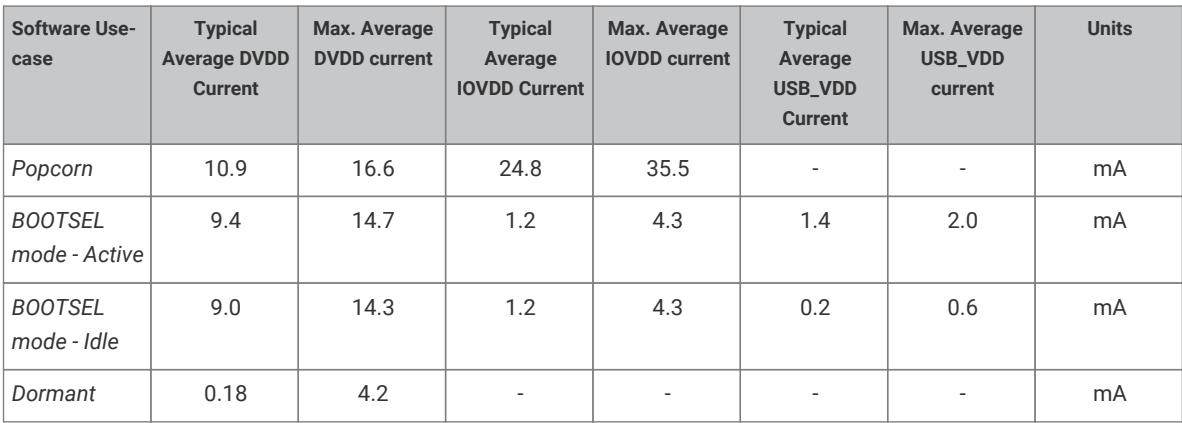 Software Use-case | Typical Average DVDD Current | Max. Average DVDD current | Typical Average IOVDD Current | Max. Average IOVDD current | Typical Average USB_VDD Current | Max. Average USB_VDD current | Units
Popcorn | 10.9 | 16.6 | 24.8 | 35.5 | - | - | mA
BOOTSEL mode - Active | 9.4 | 14.7 | 1.2 | 4.3 | 1.4 | 2.0 | mA
BOOTSEL mode - Idle | 9.0 | 14.3 | 1.2 | 4.3 | 0.2 | 0.6 | mA
Dormant | 0.18 | 4.2 | - | - | - | - | mA